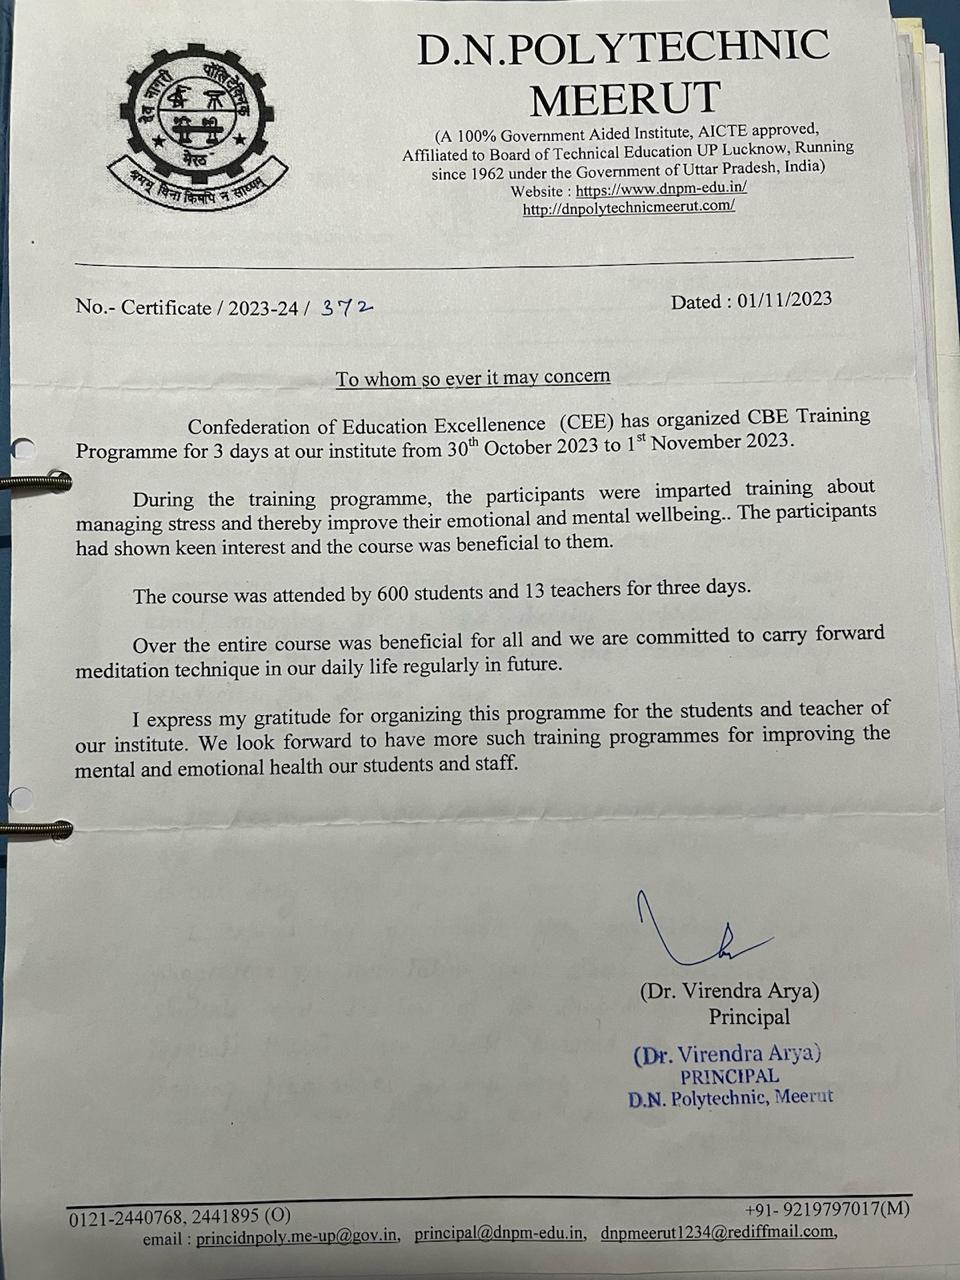 देव नागरी पॉलिटैक्निक
मेरठ
श्रमम् विना किमपि न साध्यम्
D.N.POLYTECHNIC
MEERUT
(A 100% Government Aided Institute, AICTE approved,
Affiliated to Board of Technical Education UP Lucknow, Running
since 1962 under the Government of Uttar Pradesh, India)
Website : https://www.dnpm-edu.in/
http://dnpolytechnicmeerut.com/
No.- Certificate / 2023-24 / 372 Dated : 01/11/2023
To whom so ever it may concern
Confederation of Education Excellenence (CEE) has organized CBE Training
Programme for 3 days at our institute from 30th October 2023 to 1st November 2023.
During the training programme, the participants were imparted training about
managing stress and thereby improve their emotional and mental wellbeing.. The participants
had shown keen interest and the course was beneficial to them.
The course was attended by 600 students and 13 teachers for three days.
Over the entire course was beneficial for all and we are committed to carry forward
meditation technique in our daily life regularly in future.
I express my gratitude for organizing this programme for the students and teacher of
our institute. We look forward to have more such training programmes for improving the
mental and emotional health our students and staff.
(Dr. Virendra Arya)
Principal
(Dr. Virendra Arya)
PRINCIPAL
D.N. Polytechnic, Meerut
0121-2440768, 2441895 (O) +91- 9219797017(M)
email : princidnpoly.me-up@gov.in, principal@dnpm-edu.in, dnpmeerut1234@rediffmail.com,